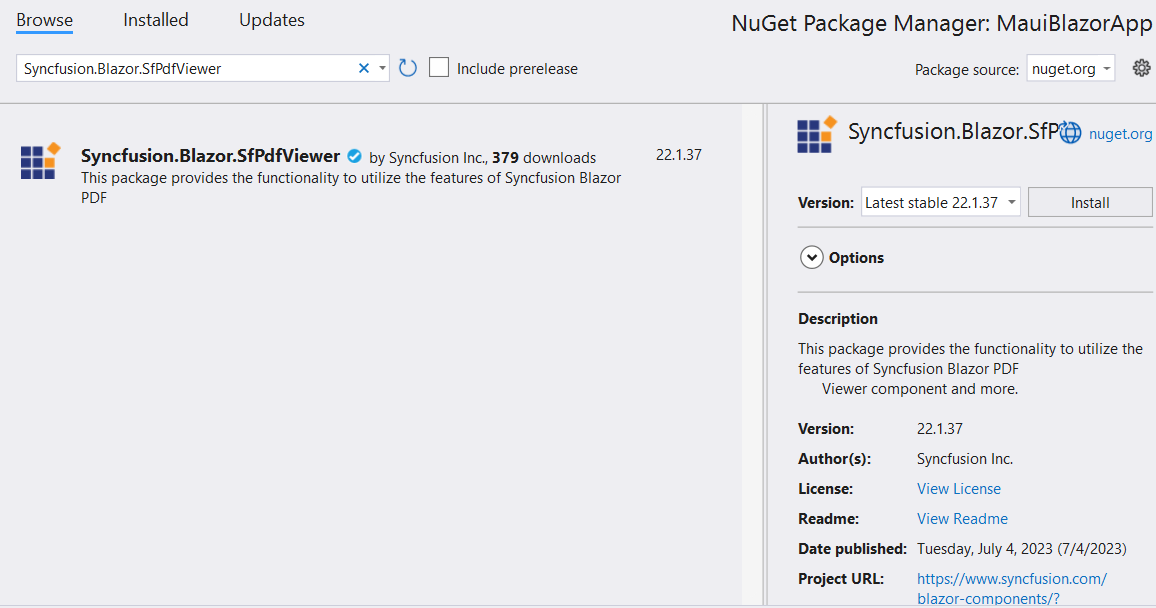 Browse Installed Updates
NuGet Package Manager: MauiBlazorApp
Syncfusion.Blazor.SfPdfViewer
Include prerelease
Package source: nuget.org
Syncfusion.Blazor.SfPdfViewer by Syncfusion Inc., 379 downloads 22.1.37
This package provides the functionality to utilize the features of Syncfusion Blazor
PDF
Syncfusion.Blazor.SfP nuget.org
Version: Latest stable 22.1.37 Install
Options
Description
This package provides the functionality to utilize the
features of Syncfusion Blazor PDF
Viewer component and more.
Version: 22.1.37
Author(s): Syncfusion Inc.
License: View License
Readme: View Readme
Date published: Tuesday, July 4, 2023 (7/4/2023)
Project URL: https://www.syncfusion.com/
blazor-components/?